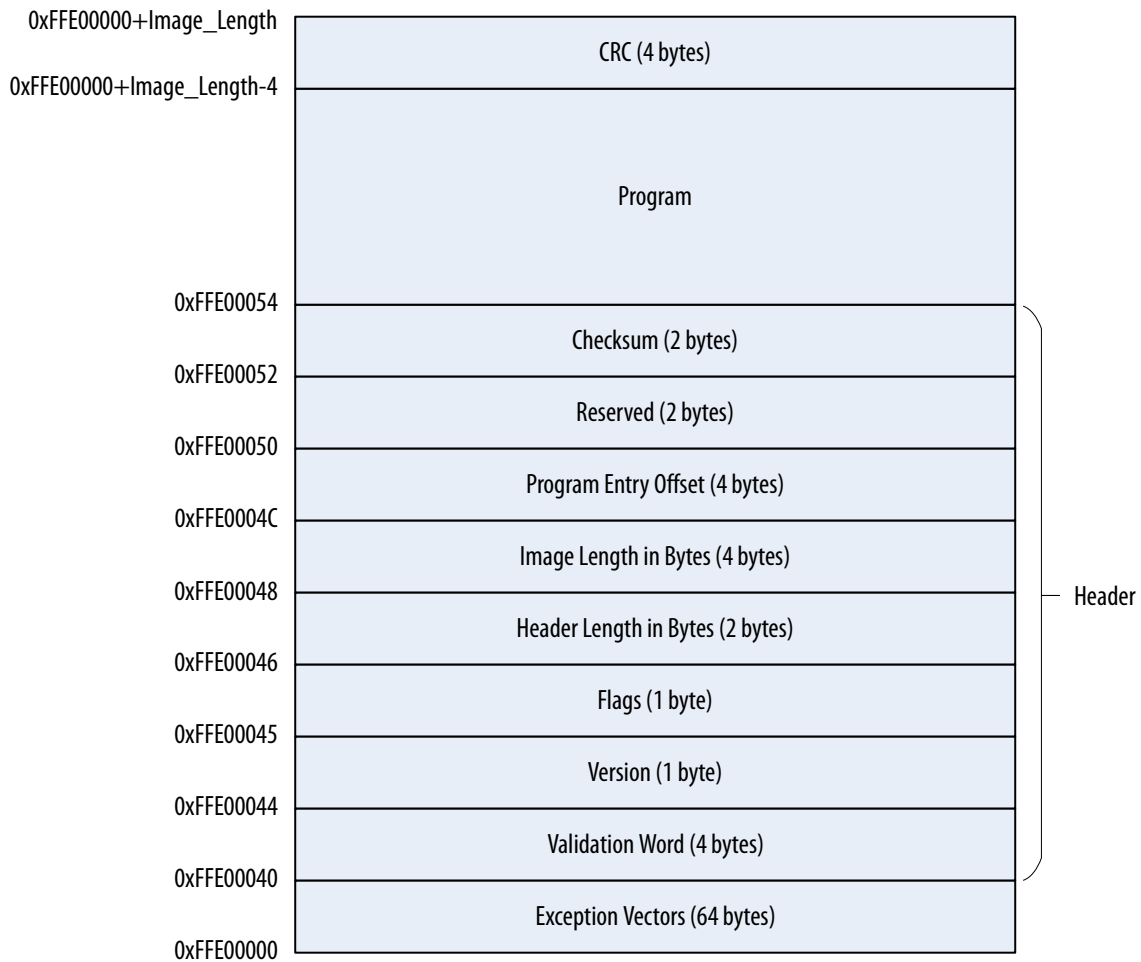 0xFFE00000+Image_Length
CRC (4 bytes)
0xFFE00000+Image_Length-4
Program
0xFFE00054
Checksum (2 bytes)
0xFFE00052
Reserved (2 bytes)
0xFFE00050
Program Entry Offset (4 bytes)
0xFFE0004C
Image Length in Bytes (4 bytes)
0xFFE00048
Header
Header Length in Bytes (2 bytes)
0xFFE00046
Flags (1 byte)
0xFFE00045
Version (1 byte)
0xFFE00044
Validation Word (4 bytes)
0xFFE00040
Exception Vectors (64 bytes)
0xFFE00000